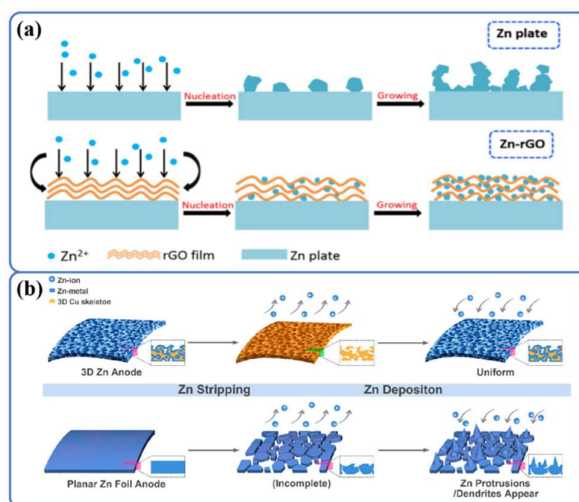 (a)
Zn plate
Zn²⁺
Nucleation
Growing
Zn-rGO
Nucleation
Growing
Zn²⁺
rGO film
Zn plate
(b)
Zn-ion
Zn-metal
3D Cu skeleton
3D Zn Anode
Uniform
Zn Stripping
Zn Depositon
Planar Zn Foil Anode
(Incomplete)
Zn Protrusions
/Dendrites Appear